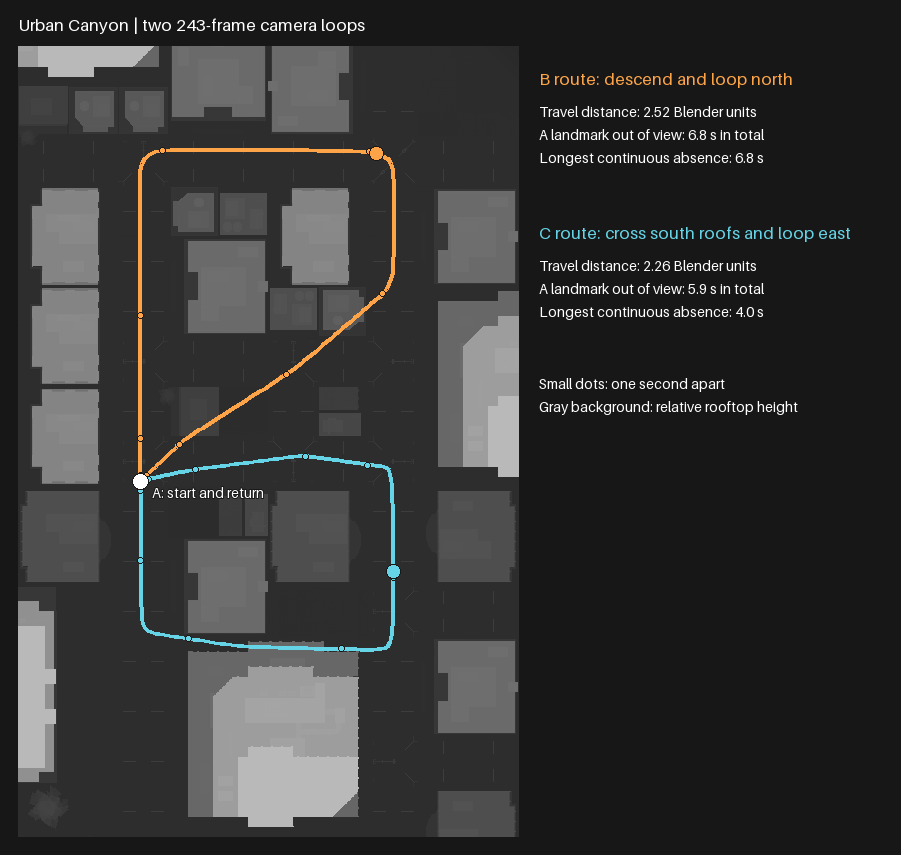 Urban Canyon | two 243-frame camera loops
B route: descend and loop north
Travel distance: 2.52 Blender units
A landmark out of view: 6.8 s in total
Longest continuous absence: 6.8 s
C route: cross south roofs and loop east
Travel distance: 2.26 Blender units
A landmark out of view: 5.9 s in total
Longest continuous absence: 4.0 s
Small dots: one second apart
Gray background: relative rooftop height
A: start and return